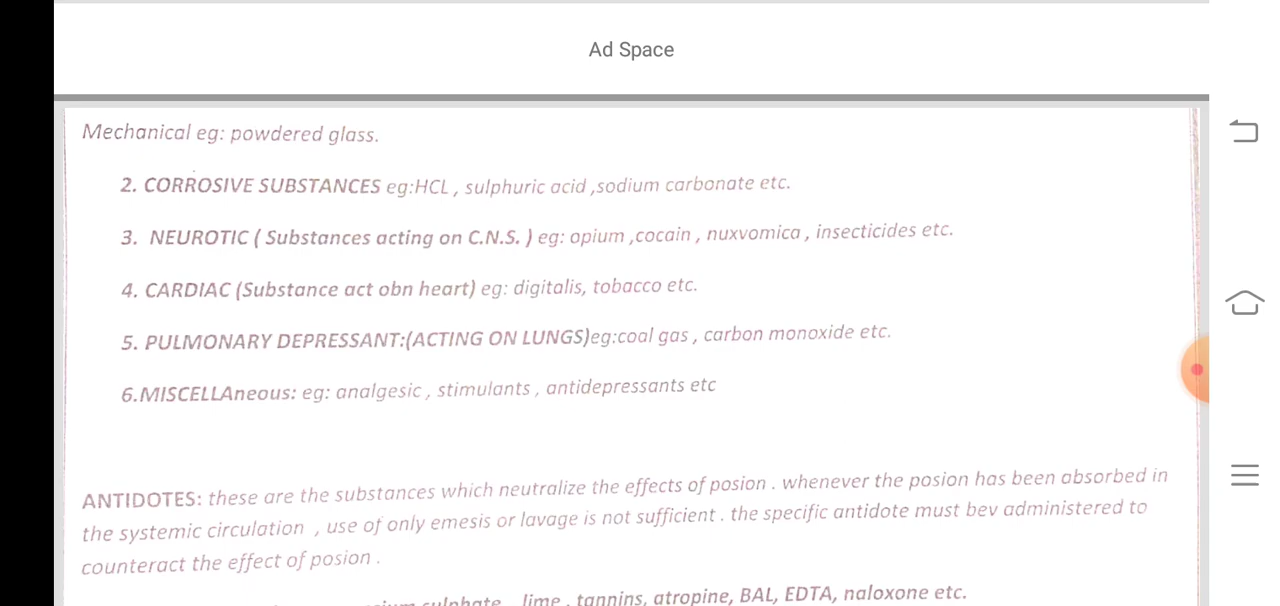 Ad Space
Mechanical eg: powdered glass.
2. CORROSIVE SUBSTANCES eg:HCL , sulphuric acid ,sodium carbonate etc.
3. NEUROTIC ( Substances acting on C.N.S. ) eg: opium ,cocain , nuxvomica , insecticides etc.
4. CARDIAC (Substance act obn heart) eg: digitalis, tobacco etc.
5. PULMONARY DEPRESSANT:(ACTING ON LUNGS)eg:coal gas , carbon monoxide etc.
6.MISCELLAneous: eg: analgesic , stimulants , antidepressants etc
ANTIDOTES: these are the substances which neutralize the effects of posion . whenever the posion has been absorbed in
the systemic circulation , use of only emesis or lavage is not sufficient . the specific antidote must bev administered to
counteract the effect of posion .
sulphate lime , tannins, atropine, BAL, EDTA, naloxone etc.